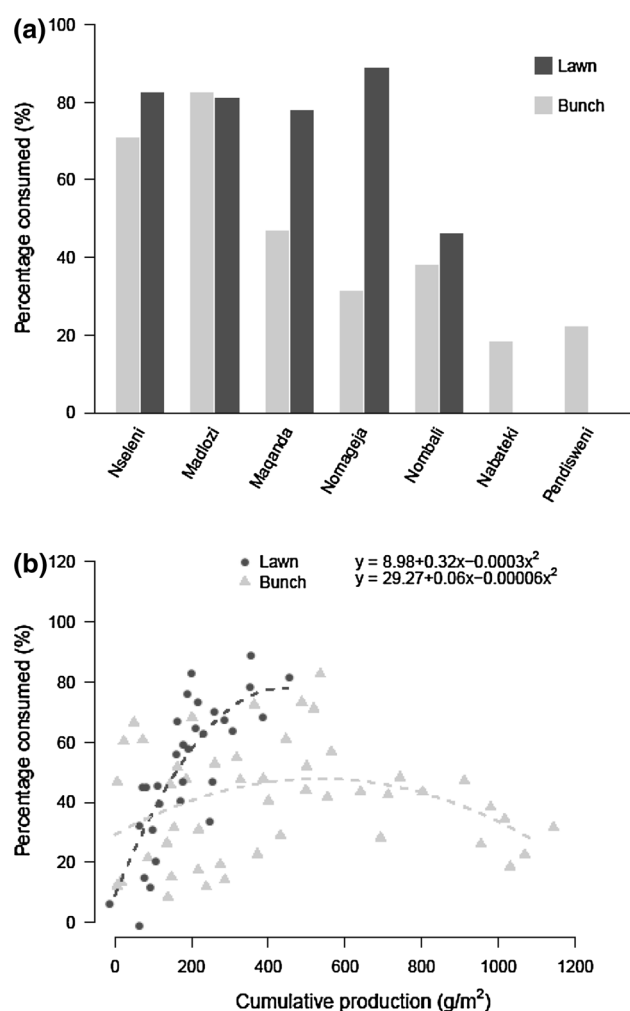 (a)
100
80
60
40
20
0
Percentage consumed (%)
Lawn
Bunch
Nseleni
Madlozi
Maqanda
Nomageja
Nombali
Nabateki
Pendisweni
(b)
120
100
80
60
40
20
0
Percentage consumed (%)
Lawn y = 8.98+0.32x−0.0003x²
Bunch y = 29.27+0.06x−0.00006x²
0 200 400 600 800 1000 1200
Cumulative production (g/m²)